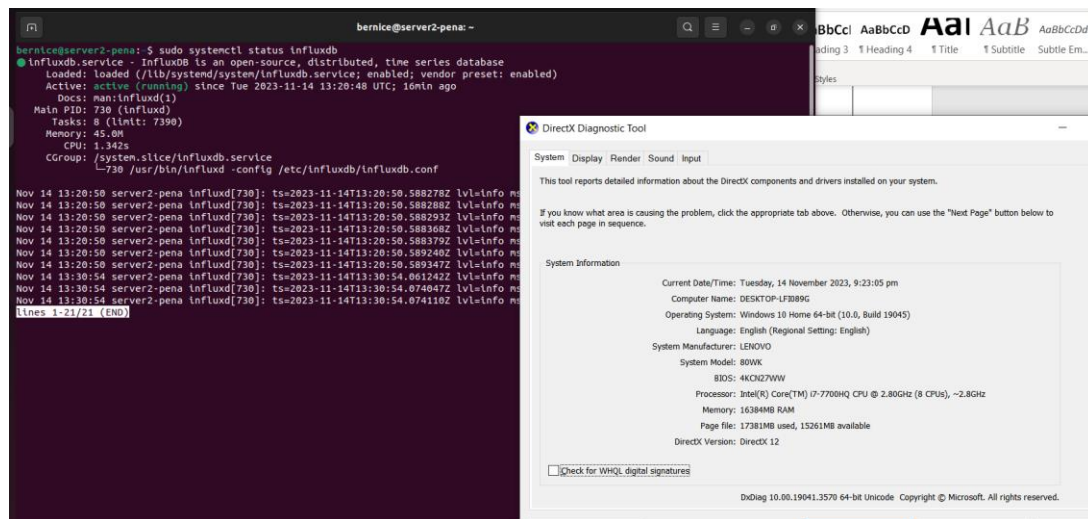 bernice@server2-pena: ~
bernice@server2-pena:~$ sudo systemctl status influxdb
● influxdb.service - InfluxDB is an open-source, distributed, time series database
Loaded: loaded (/lib/systemd/system/influxdb.service; enabled; vendor preset: enabled)
Active: active (running) since Tue 2023-11-14 13:20:48 UTC; 16min ago
Docs: man:influxd(1)
Main PID: 730 (influxd)
Tasks: 8 (limit: 7390)
Memory: 45.0M
CPU: 1.342s
CGroup: /system.slice/influxdb.service
└─730 /usr/bin/influxd -config /etc/influxdb/influxdb.conf
Nov 14 13:20:50 server2-pena influxd[730]: ts=2023-11-14T13:20:50.588278Z lvl=info ms
Nov 14 13:20:50 server2-pena influxd[730]: ts=2023-11-14T13:20:50.588288Z lvl=info ms
Nov 14 13:20:50 server2-pena influxd[730]: ts=2023-11-14T13:20:50.588293Z lvl=info ms
Nov 14 13:20:50 server2-pena influxd[730]: ts=2023-11-14T13:20:50.588368Z lvl=info ms
Nov 14 13:20:50 server2-pena influxd[730]: ts=2023-11-14T13:20:50.588379Z lvl=info ms
Nov 14 13:20:50 server2-pena influxd[730]: ts=2023-11-14T13:20:50.589240Z lvl=info ms
Nov 14 13:20:50 server2-pena influxd[730]: ts=2023-11-14T13:20:50.589347Z lvl=info ms
Nov 14 13:30:54 server2-pena influxd[730]: ts=2023-11-14T13:30:54.061242Z lvl=info ms
Nov 14 13:30:54 server2-pena influxd[730]: ts=2023-11-14T13:30:54.074047Z lvl=info ms
Nov 14 13:30:54 server2-pena influxd[730]: ts=2023-11-14T13:30:54.074110Z lvl=info ms
lines 1-21/21 (END)
BbCcI AaBbCcD AaI AaB AaBbCcDd
ading 3 ¶ Heading 4 ¶ Title ¶ Subtitle Subtle Em...
Styles
DirectX Diagnostic Tool
System Display Render Sound Input
This tool reports detailed information about the DirectX components and drivers installed on your system.
If you know what area is causing the problem, click the appropriate tab above. Otherwise, you can use the "Next Page" button below to
visit each page in sequence.
System Information
Current Date/Time: Tuesday, 14 November 2023, 9:23:05 pm
Computer Name: DESKTOP-LFI089G
Operating System: Windows 10 Home 64-bit (10.0, Build 19045)
Language: English (Regional Setting: English)
System Manufacturer: LENOVO
System Model: 80WK
BIOS: 4KCN27WW
Processor: Intel(R) Core(TM) i7-7700HQ CPU @ 2.80GHz (8 CPUs), ~2.8GHz
Memory: 16384MB RAM
Page file: 17381MB used, 15261MB available
DirectX Version: DirectX 12
Check for WHQL digital signatures
DxDiag 10.00.19041.3570 64-bit Unicode Copyright © Microsoft. All rights reserved.